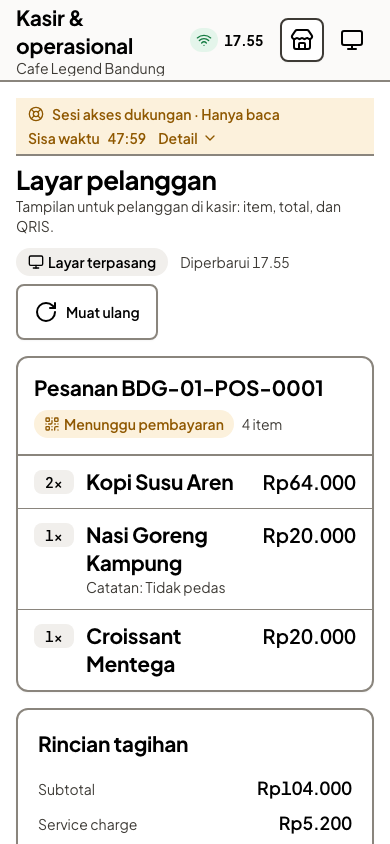 Kasir &
operasional
Cafe Legend Bandung
17.55
Sesi akses dukungan · Hanya baca
Sisa waktu 47:59 Detail
Layar pelanggan
Tampilan untuk pelanggan di kasir: item, total, dan
QRIS.
Layar terpasang Diperbarui 17.55
Muat ulang
Pesanan BDG-01-POS-0001
Menunggu pembayaran 4 item
2× Kopi Susu Aren Rp64.000
1× Nasi Goreng Rp20.000
Kampung
Catatan: Tidak pedas
1× Croissant Rp20.000
Mentega
Rincian tagihan
Subtotal Rp104.000
Service charge Rp5.200